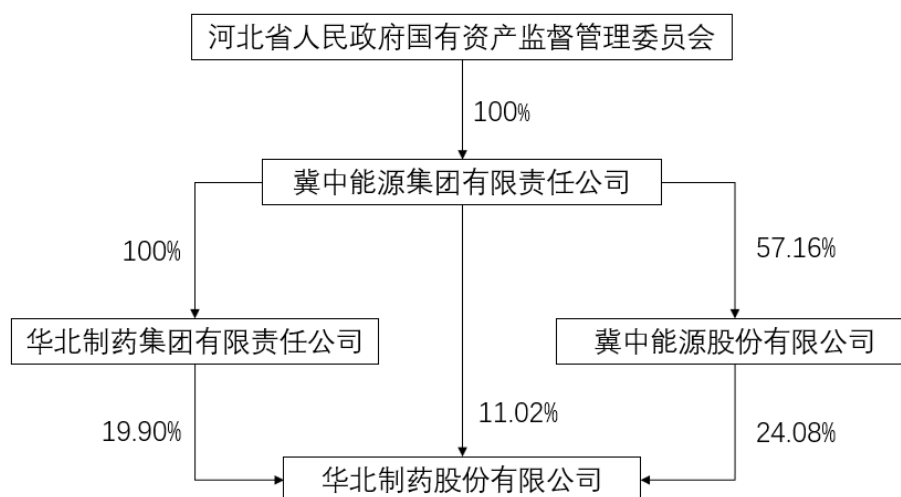 河北省人民政府国有资产监督管理委员会
100%
冀中能源集团有限责任公司
100%
57.16%
华北制药集团有限责任公司
冀中能源股份有限公司
19.90%
11.02%
24.08%
华北制药股份有限公司